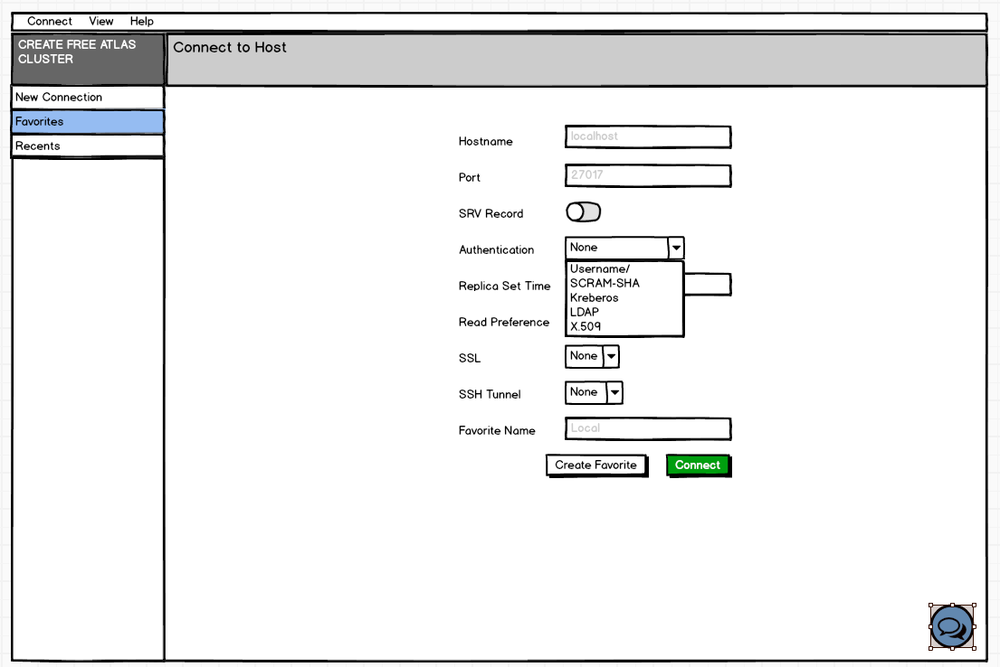 Connect View Help
CREATE FREE ATLAS
CLUSTER
Connect to Host
New Connection
Favorites
Recents
Hostname localhost
Port 27017
SRV Record
Authentication None
Username/
SCRAM-SHA
Kreberos
LDAP
X.509
Replica Set Time
Read Preference
SSL None
SSH Tunnel None
Favorite Name Local
Create Favorite Connect